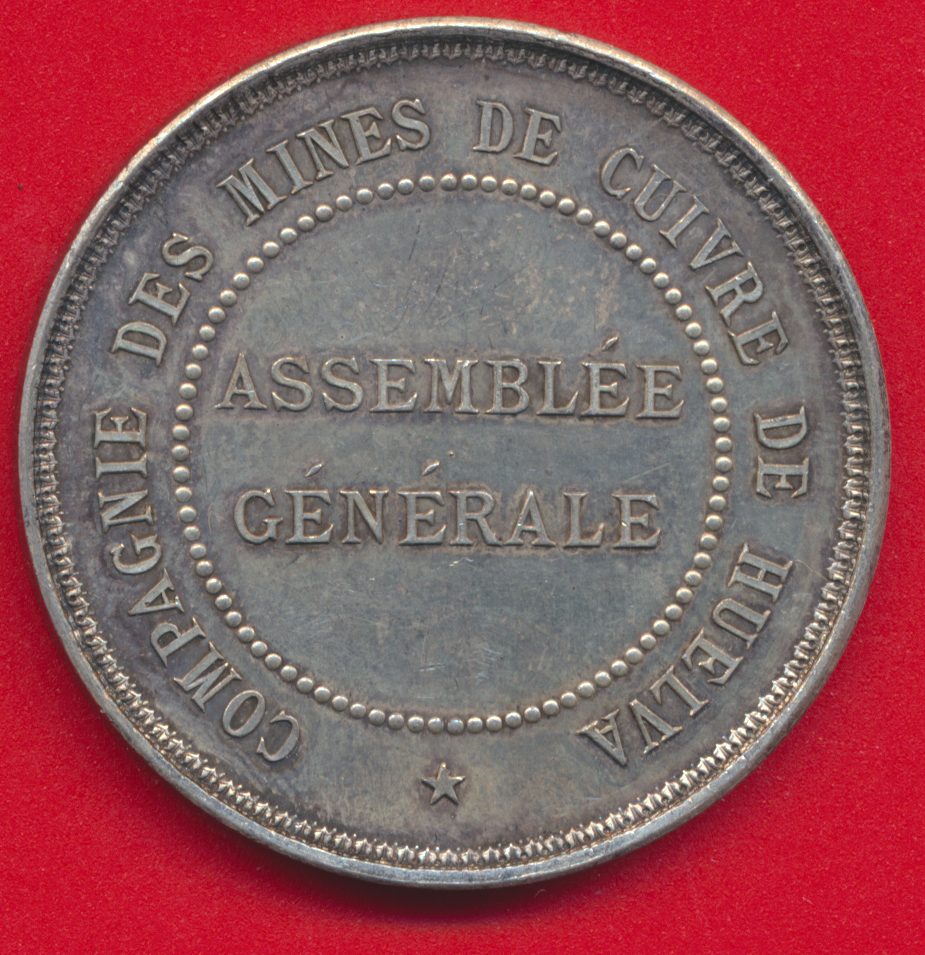 COMPAGNIE DES MINES DE CUIVRE DE HUELVA
ASSEMBLÉE
GÉNÉRALE